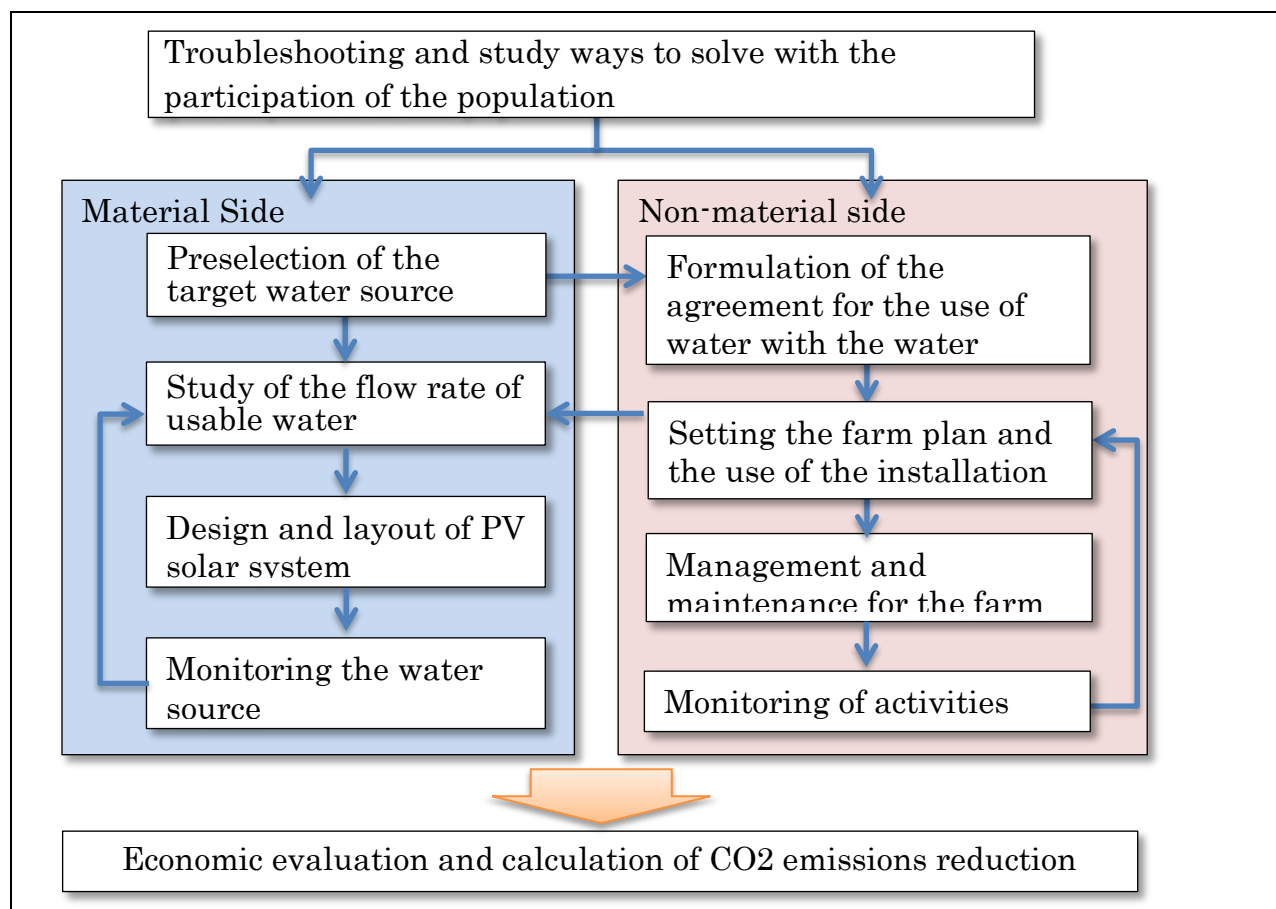 Troubleshooting and study ways to solve with the
participation of the population
Material Side
Preselection of the
target water source
Study of the flow rate of
usable water
Design and layout of PV
solar system
Monitoring the water
source
Non-material side
Formulation of the
agreement for the use of
water with the water
Setting the farm plan and
the use of the installation
Management and
maintenance for the farm
Monitoring of activities
Economic evaluation and calculation of CO2 emissions reduction